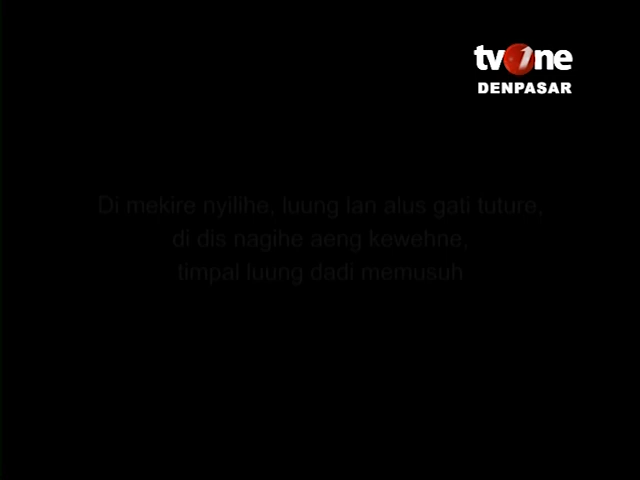 tvOne
DENPASAR
Di mekire nyilihe, luung lan alus gati tuture,
di dis nagihe aeng kewehne,
timpal luung dadi memusuh